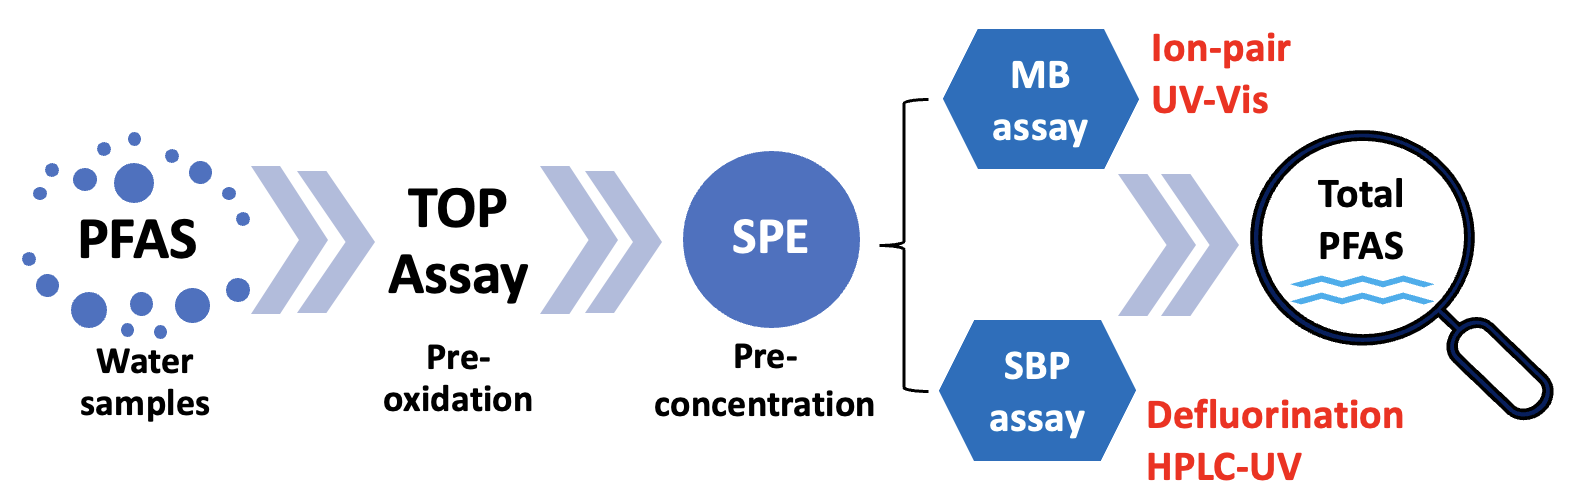 PFAS
Water
samples
TOP
Assay
Pre-
oxidation
SPE
Pre-
concentration
MB
assay
Ion-pair
UV-Vis
SBP
assay
Defluorination
HPLC-UV
Total
PFAS